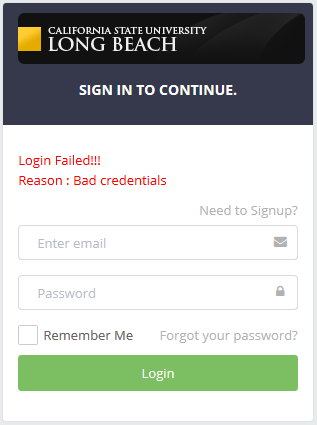 CALIFORNIA STATE UNIVERSITY
LONG BEACH
SIGN IN TO CONTINUE.
Login Failed!!!
Reason : Bad credentials
Need to Signup?
Enter email
Password
Remember Me Forgot your password?
Login